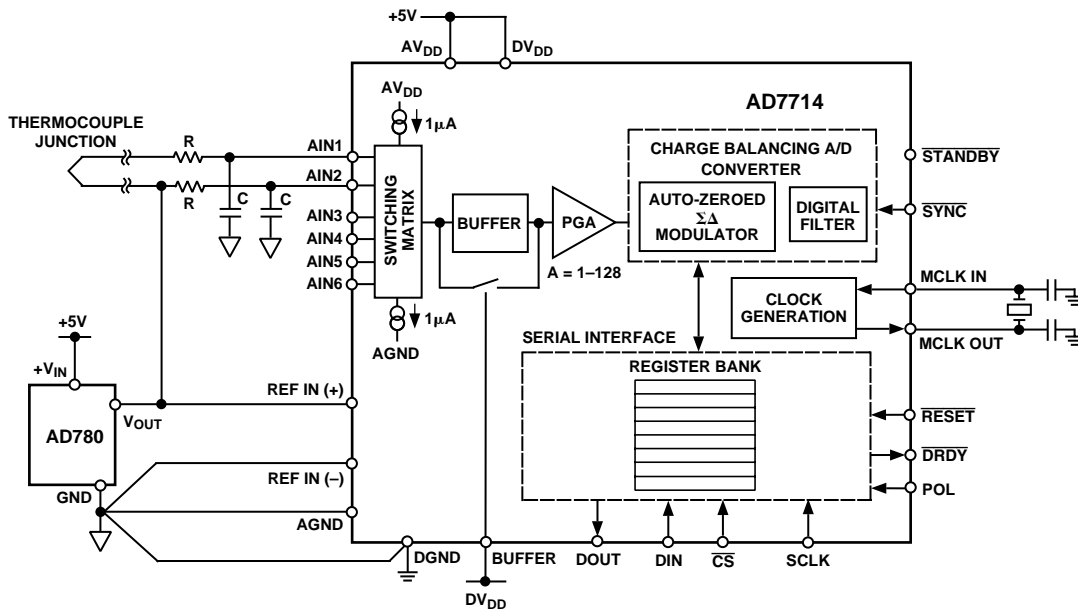 +5V
AVDD
DVDD
AD7714
AVDD
1µA
THERMOCOUPLE
JUNCTION
R
R
C
C
AIN1
AIN2
AIN3
AIN4
AIN5
AIN6
SWITCHING
MATRIX
BUFFER
PGA
A = 1–128
CHARGE BALANCING A/D
CONVERTER
AUTO-ZEROED
ΣΔ
MODULATOR
DIGITAL
FILTER
STANDBY
SYNC
1µA
AGND
CLOCK
GENERATION
MCLK IN
MCLK OUT
SERIAL INTERFACE
REGISTER BANK
+5V
+VIN
AD780
VOUT
GND
REF IN (+)
REF IN (–)
AGND
RESET
DRDY
POL
DGND
BUFFER
DOUT
DIN
CS
SCLK
DVDD